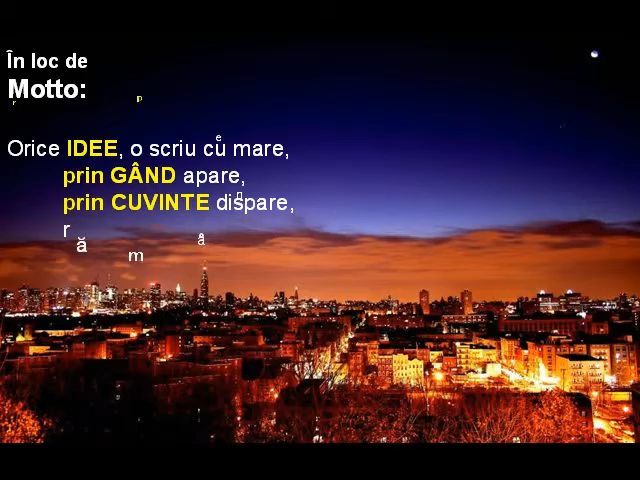 În loc de
Motto:
Orice IDEE, o scriu cu mare,
prin GÂND apare,
prin CUVINTE dispare,
r ă m â n e
p r